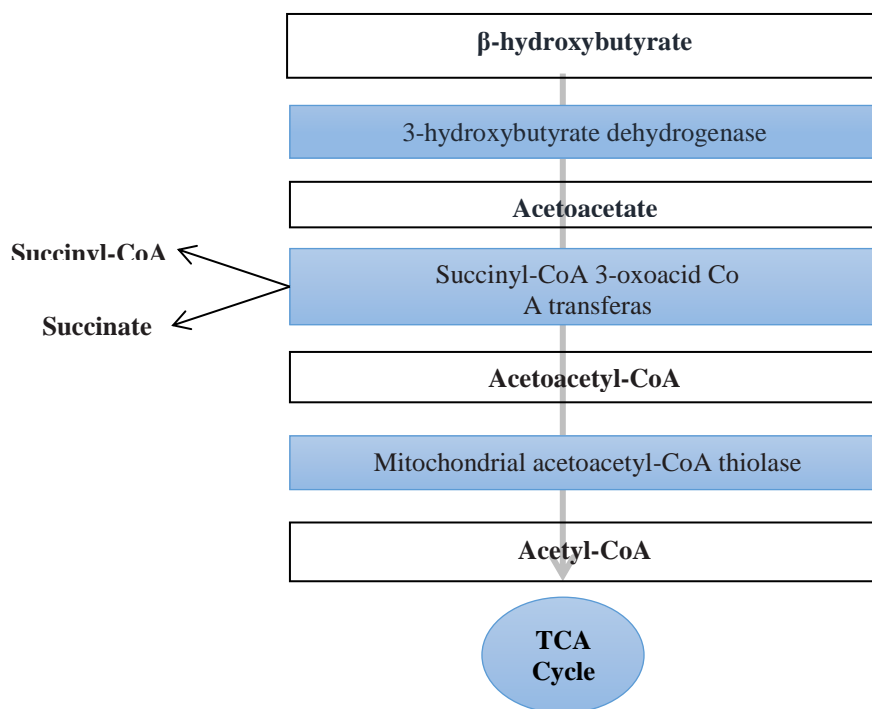 β-hydroxybutyrate
3-hydroxybutyrate dehydrogenase
Acetoacetate
Succinyl-CoA
Succinyl-CoA 3-oxoacid Co
A transferas
Succinate
Acetoacetyl-CoA
Mitochondrial acetoacetyl-CoA thiolase
Acetyl-CoA
TCA
Cycle